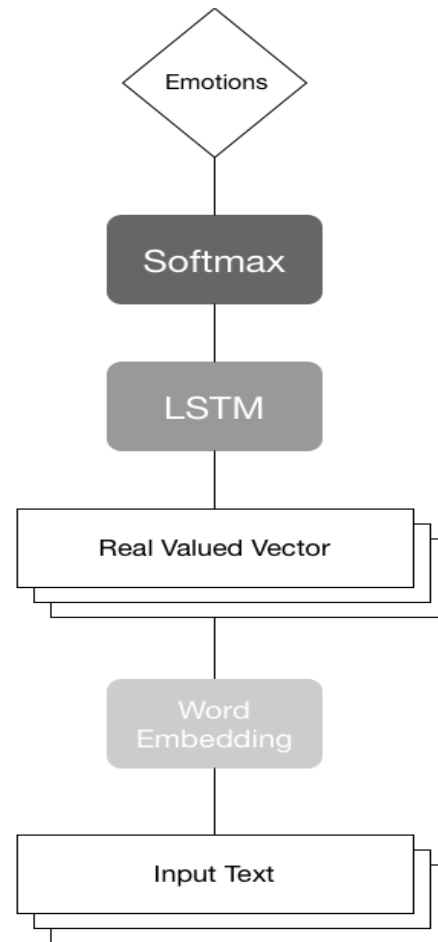 Emotions
Softmax
LSTM
Real Valued Vector
Word
Embedding
Input Text